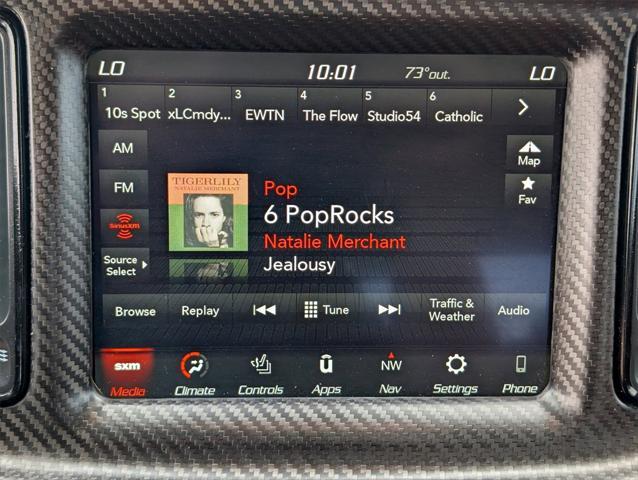 LO 10:01 73°out. LO
1 2 3 4 5 6
10s Spot xLCmdy... EWTN The Flow Studio54 Catholic
AM
Map
FM
Fav
SiriusXM
TIGERLILY
NATALIE MERCHANT
Pop
6 PopRocks
Natalie Merchant
Jealousy
Source
Select
Browse Replay Tune Traffic &
Weather Audio
sxm
NW
Media Climate Controls Apps Nav Settings Phone